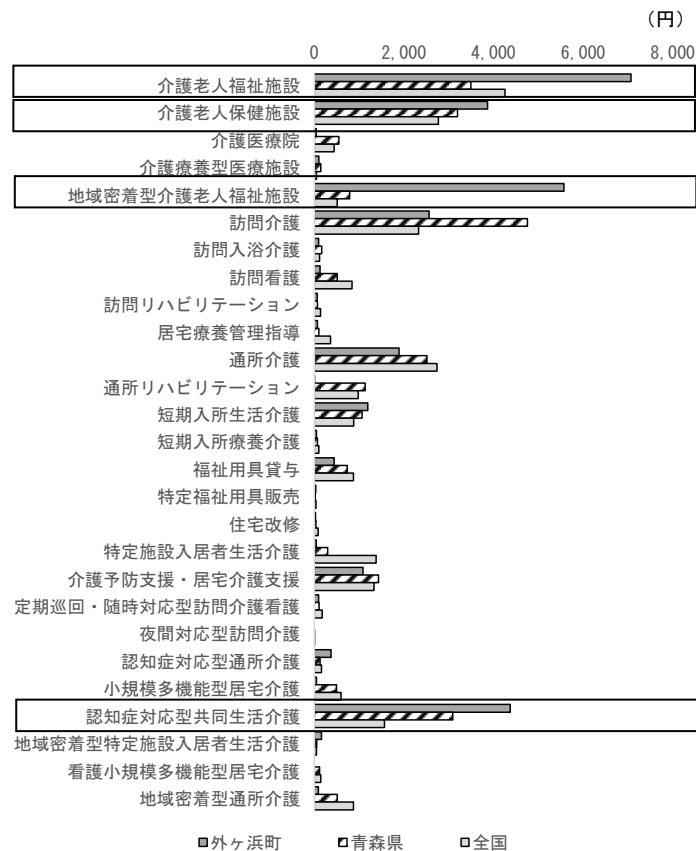 （円）
0 2,000 4,000 6,000 8,000
介護老人福祉施設
介護老人保健施設
介護医療院
介護療養型医療施設
地域密着型介護老人福祉施設
訪問介護
訪問入浴介護
訪問看護
訪問リハビリテーション
居宅療養管理指導
通所介護
通所リハビリテーション
短期入所生活介護
短期入所療養介護
福祉用具貸与
特定福祉用具販売
住宅改修
特定施設入居者生活介護
介護予防支援・居宅介護支援
定期巡回・随時対応型訪問介護看護
夜間対応型訪問介護
認知症対応型通所介護
小規模多機能型居宅介護
認知症対応型共同生活介護
地域密着型特定施設入居者生活介護
看護小規模多機能型居宅介護
地域密着型通所介護
外ヶ浜町 青森県 全国